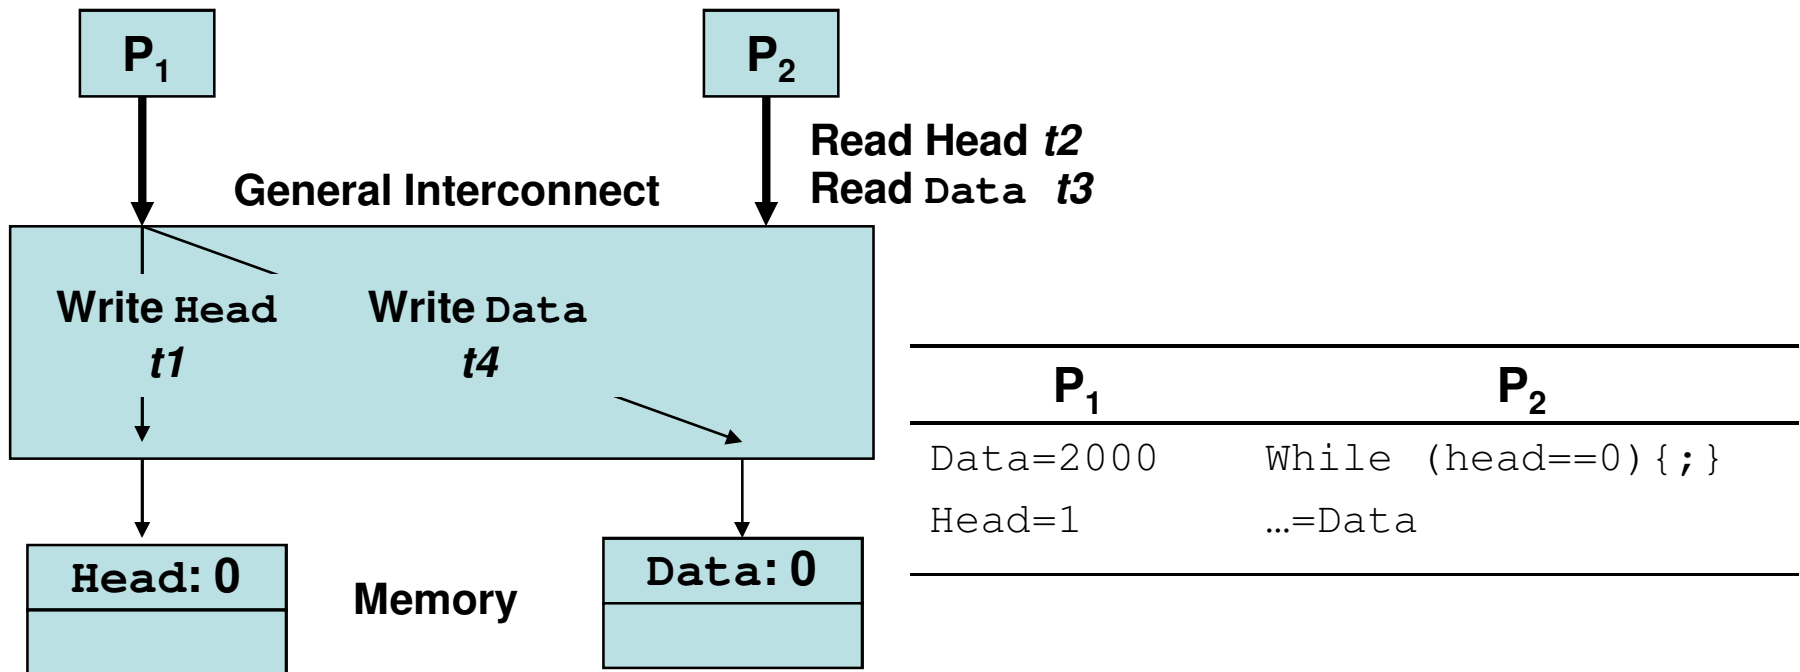 P1
P2
Read Head t2
Read Data t3
General Interconnect
Write Head
t1
Write Data
t4
Head: 0
Memory
Data: 0
P1 P2
Data=2000 While (head==0){;}
Head=1 …=Data